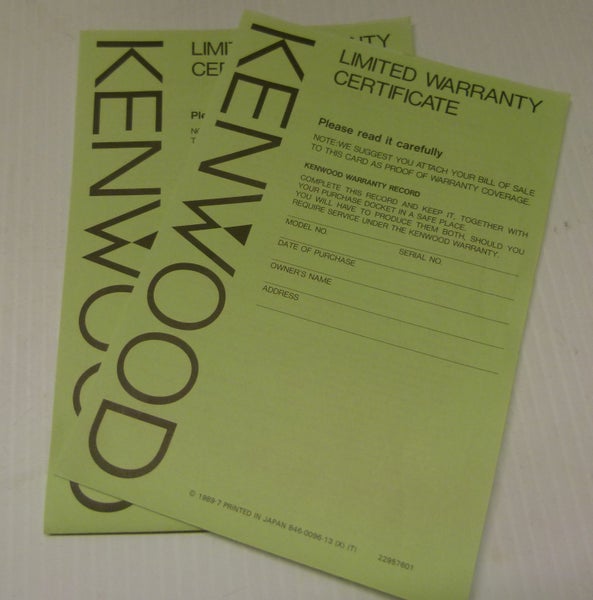 KENWOOD
LIMITED WARRANTY
CERTIFICATE
Please read it carefully
NOTE:WE SUGGEST YOU ATTACH YOUR BILL OF SALE
TO THIS CARD AS PROOF OF WARRANTY COVERAGE.
KENWOOD WARRANTY RECORD
COMPLETE THIS RECORD AND KEEP IT, TOGETHER WITH
YOUR PURCHASE DOCKET IN A SAFE PLACE.
YOU WILL HAVE TO PRODUCE THEM BOTH, SHOULD YOU
REQUIRE SERVICE UNDER THE KENWOOD WARRANTY.
MODEL NO. SERIAL NO.
DATE OF PURCHASE
OWNER'S NAME
ADDRESS
© 1989-7 PRINTED IN JAPAN B46-0096-13 (K) (T) 22957601
KENWOOD
LIMI
CE